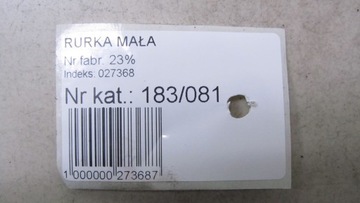 RURKA MAŁA
Nr fabr. 23%
Indeks: 027368
Nr kat.: 183/081
1 000000 273687